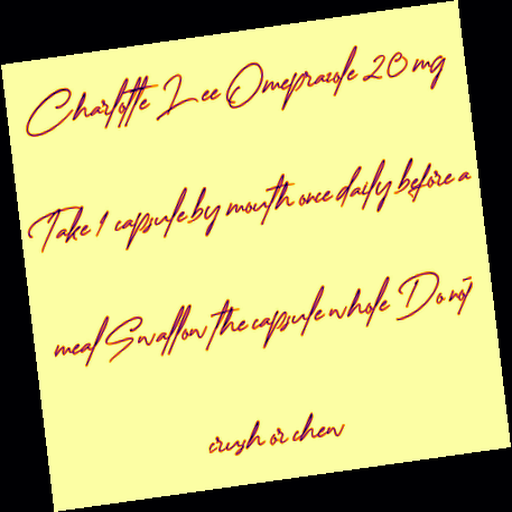 Charlotte Lee Omeprazole 20 mg
Take 1 capsule by mouth once daily before a
meal Swallow the capsule whole Do not
crush or chew